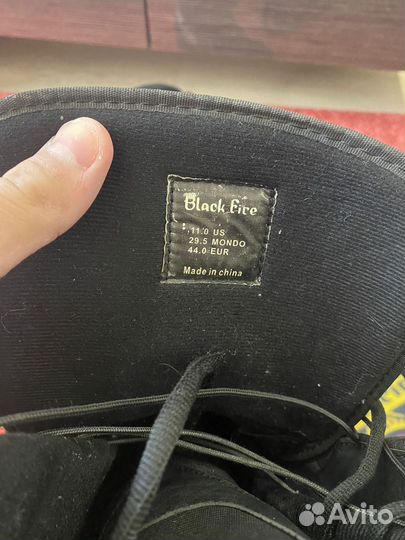 Black Fire
11.0 US
29.5 MONDO
44.0 EUR
Made in china
Avito